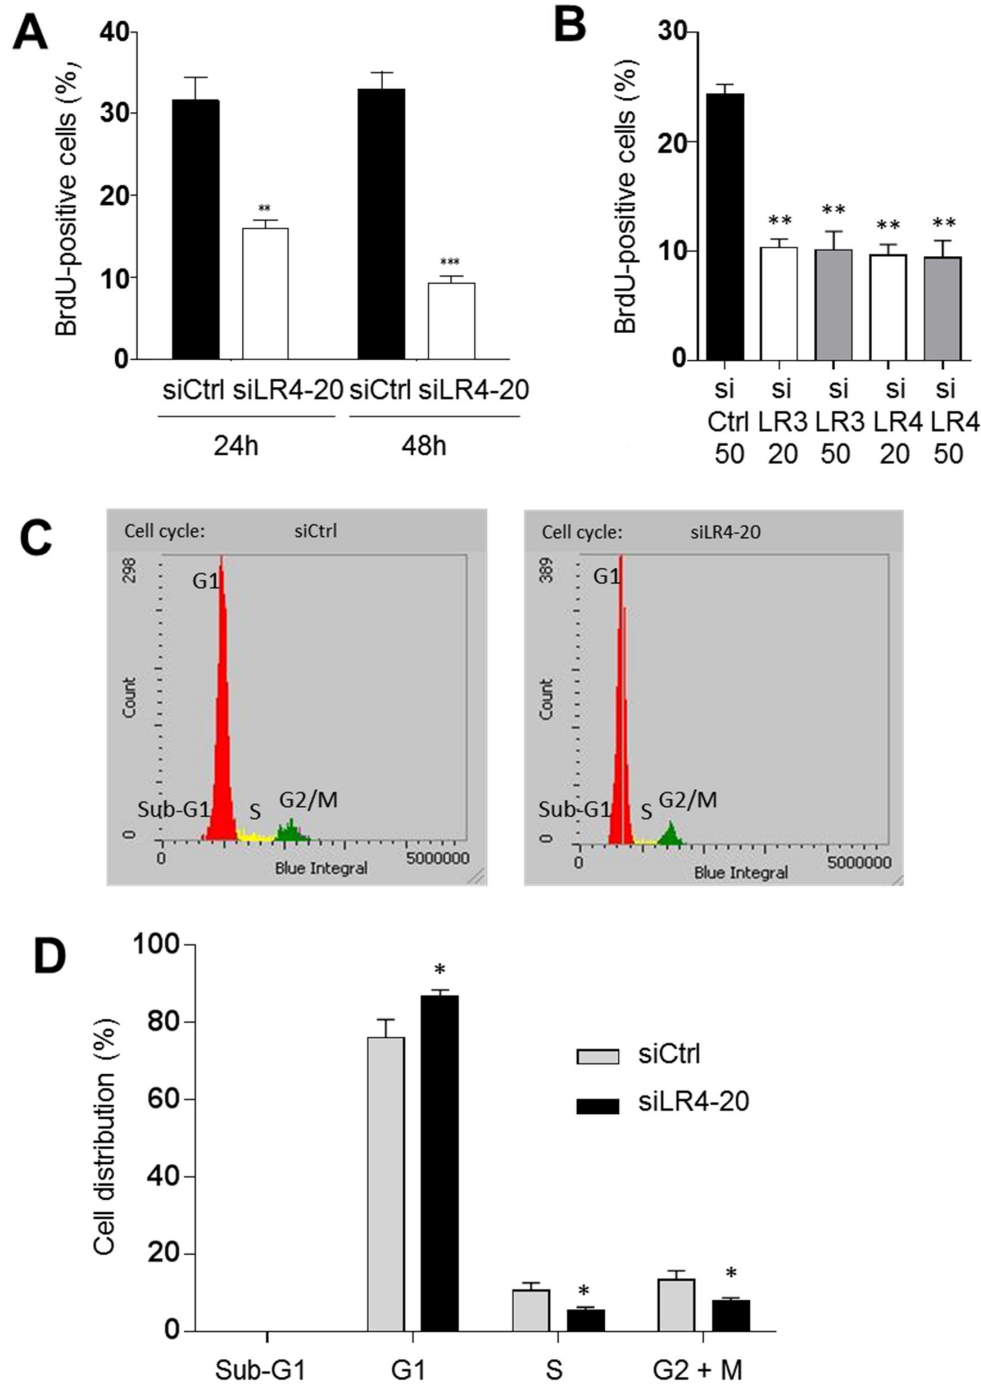 A
BrdU-positive cells (%)
40
30
20
10
0
**
***
siCtrl siLR4-20 siCtrl siLR4-20
24h 48h
B
BrdU-positive cells (%)
30
20
10
0
** ** ** **
si si si si si
Ctrl LR3 LR3 LR4 LR4
50 20 50 20 50
C
Cell cycle: siCtrl
298
Count
0
G1
Sub-G1 S G2/M
0 5000000
Blue Integral
Cell cycle: siLR4-20
389
Count
0
G1
Sub-G1 S G2/M
0 5000000
Blue Integral
D
Cell distribution (%)
100
80
60
40
20
0
*
*
*
siCtrl
siLR4-20
Sub-G1 G1 S G2 + M